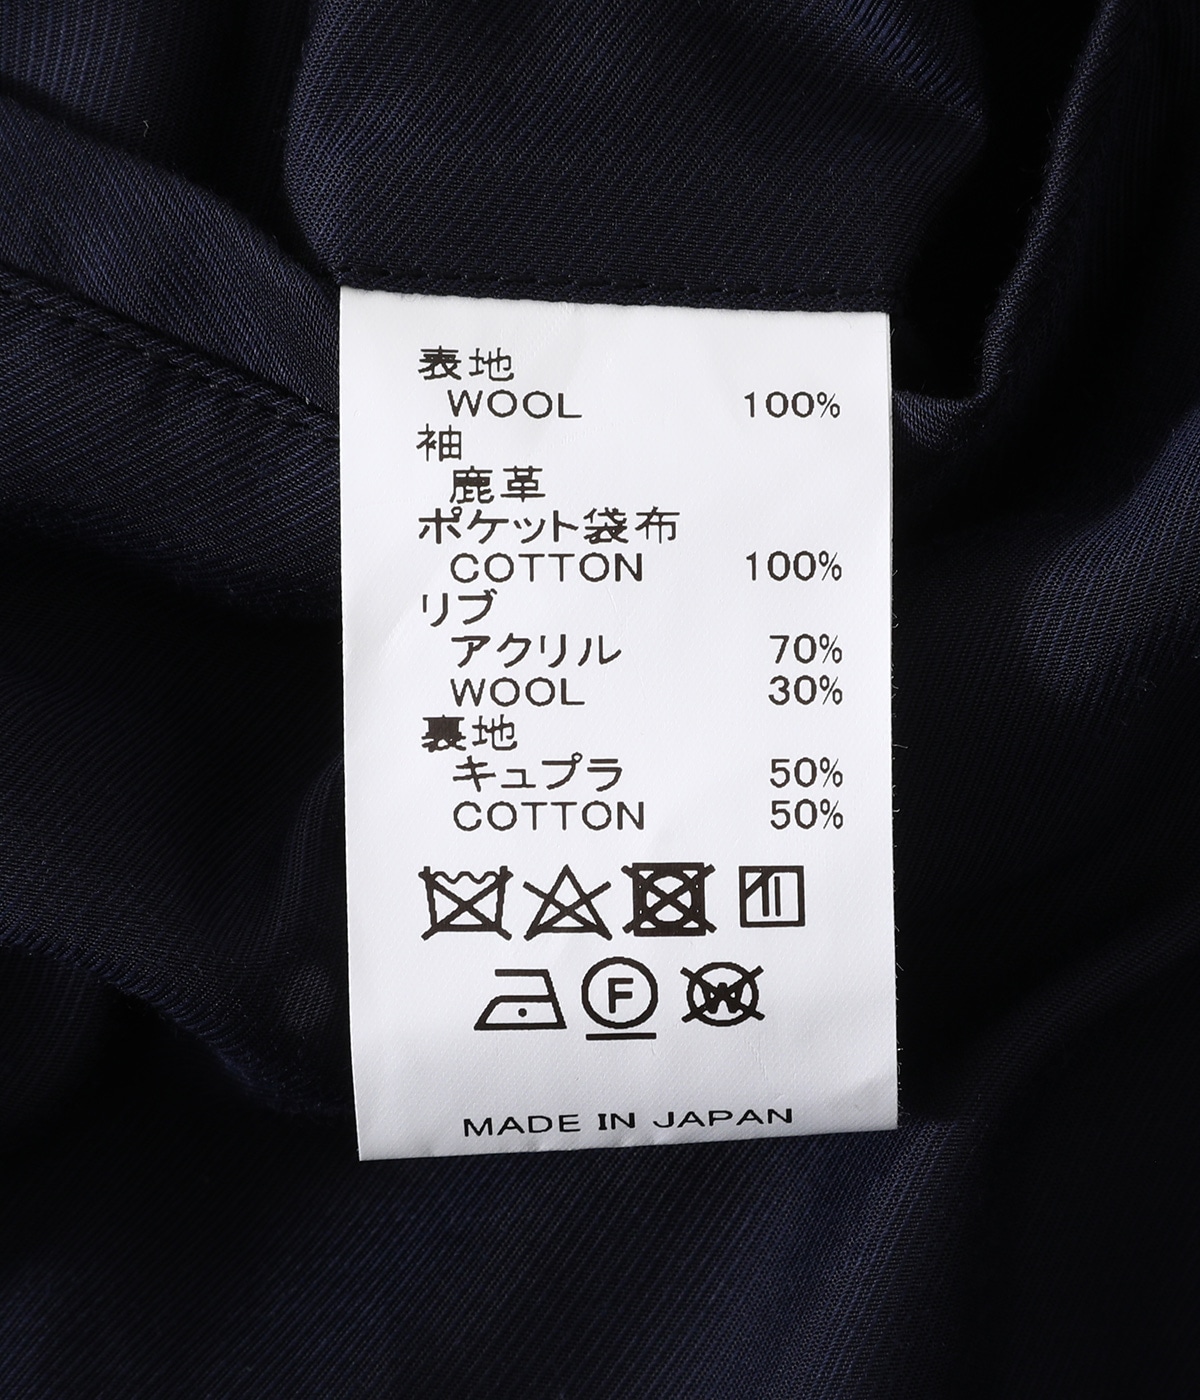 表地
WOOL 100%
袖
鹿革
ポケット袋布
COTTON 100%
リブ
アクリル 70%
WOOL 30%
裏地
キュプラ 50%
COTTON 50%
F W
MADE IN JAPAN